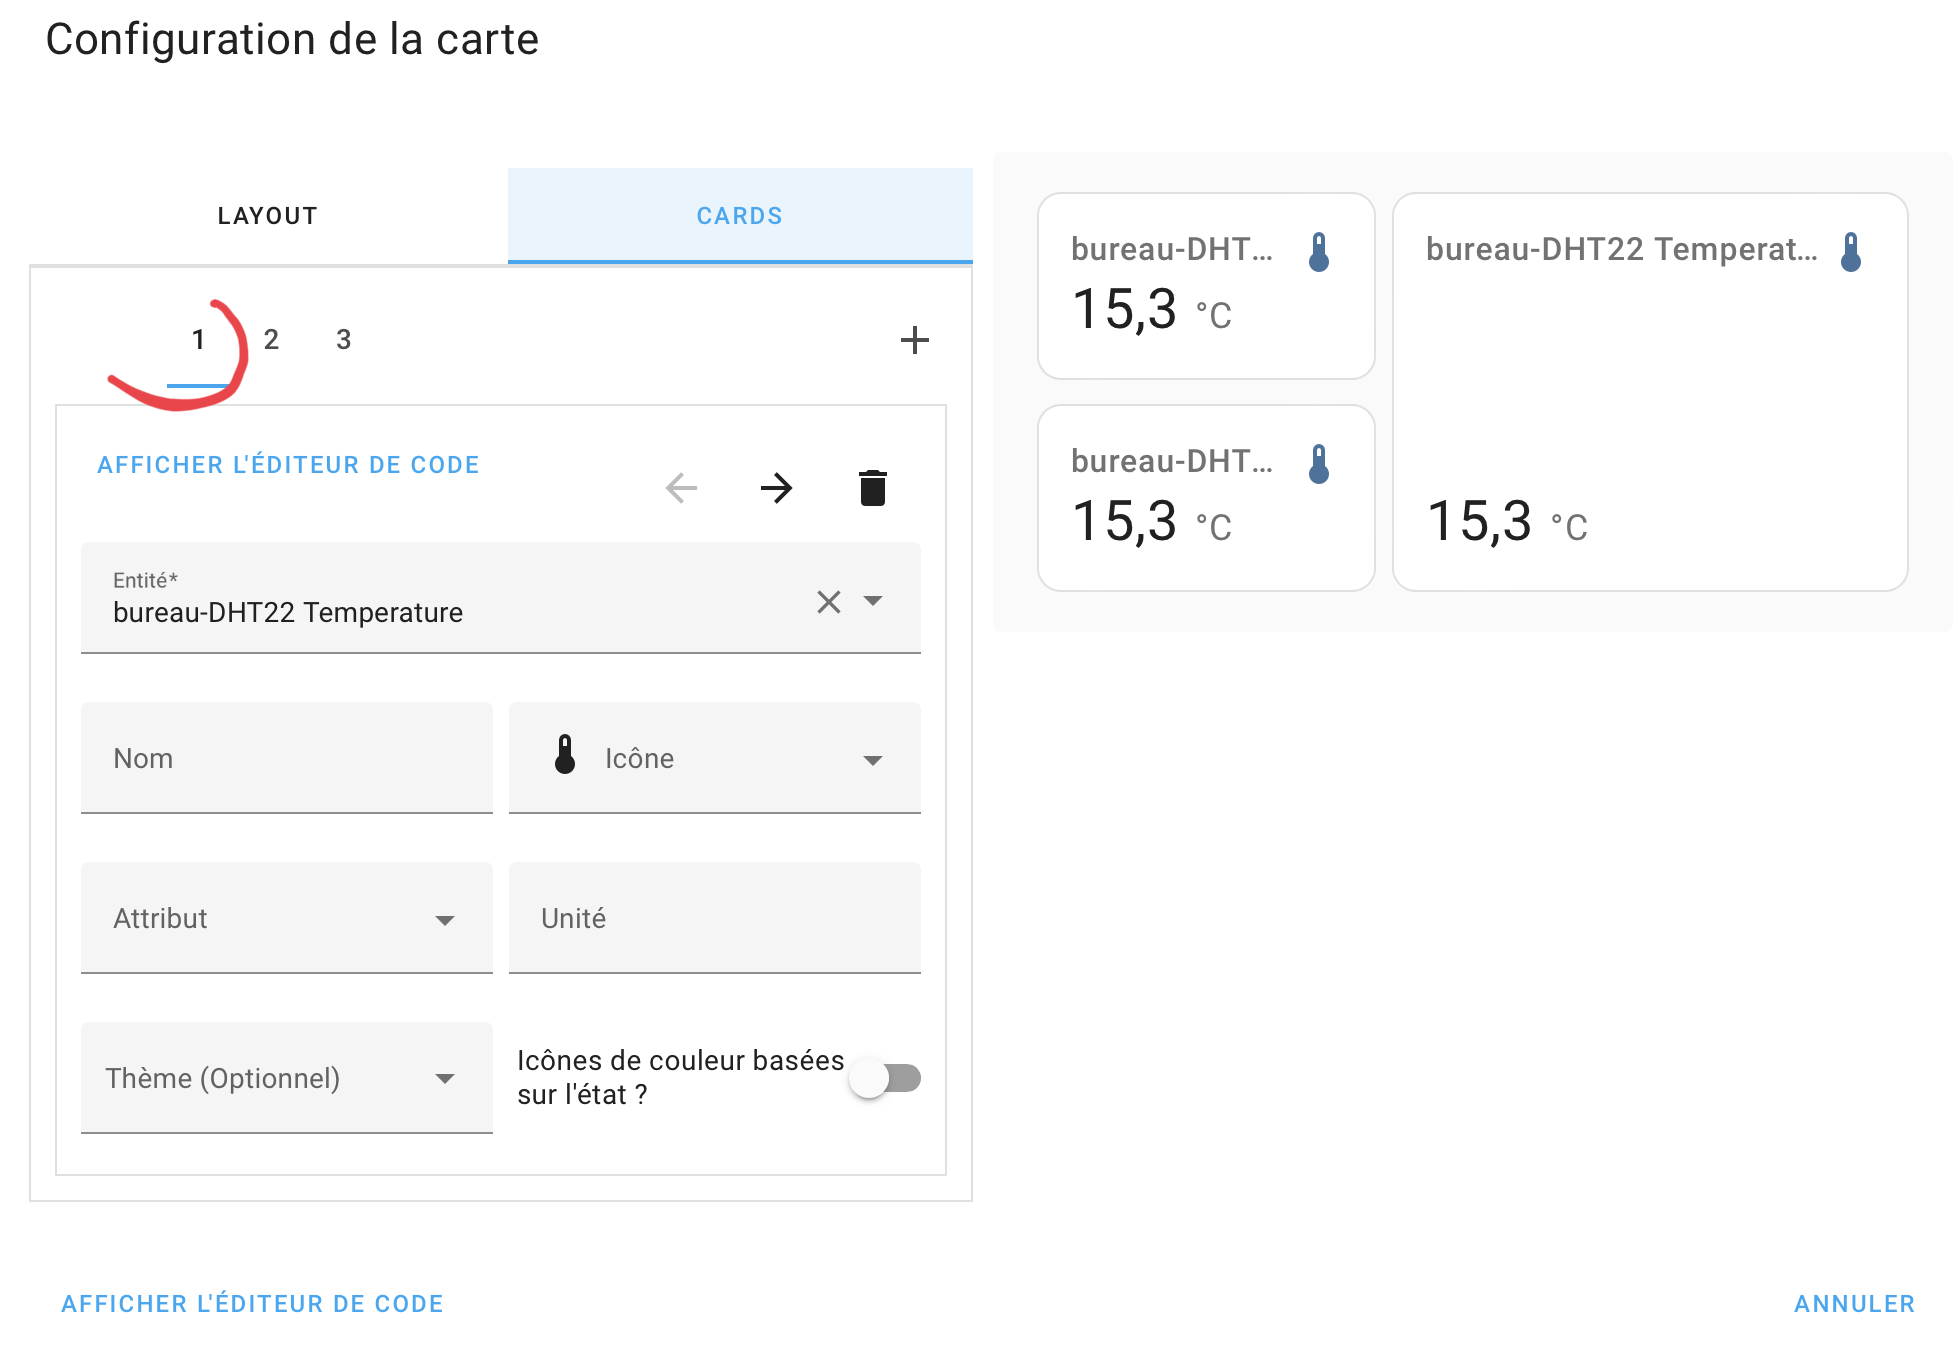 Configuration de la carte
LAYOUT
CARDS
1 2 3
AFFICHER L'ÉDITEUR DE CODE
Entité*
bureau-DHT22 Temperature
Nom
Icône
Attribut
Unité
Thème (Optionnel)
Icônes de couleur basées
sur l'état ?
bureau-DHT...
15,3 °C
bureau-DHT...
15,3 °C
bureau-DHT22 Temperat...
15,3 °C
AFFICHER L'ÉDITEUR DE CODE
ANNULER